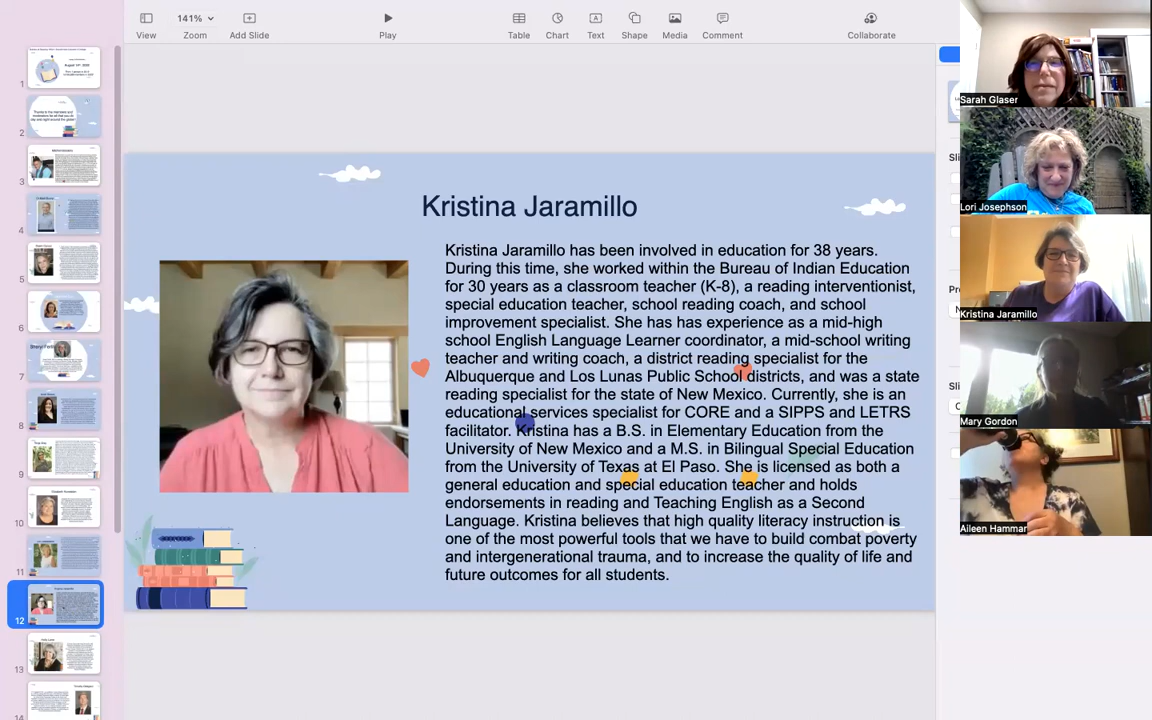 141%
View
Zoom
Add Slide
Play
Table
Chart
Text
Shape
Media
Comment
Collaborate
1
August 14th, 2023
2
3
4
5
6
7
8
9
10
11
12
13
14
Kristina Jaramillo
Kristina Jaramillo has been involved in education for 38 years.
During this time, she worked within the Bureau of Indian Education
for 30 years as a classroom teacher (K-8), a reading interventionist,
special education teacher, school reading coach, and school
improvement specialist. She has has experience as a mid-high
school English Language Learner coordinator, a mid-school writing
teacher and writing coach, a district reading specialist for the
Albuquerque and Los Lunas Public School districts, and was a state
reading specialist for the state of New Mexico. Currently, she is an
educational services specialist for CORE and a SIPPS and LETRS
facilitator. Kristina has a B.S. in Elementary Education from the
University of New Mexico and a M.S. in Bilingual Special Education
from the University of Texas at El Paso. She is licensed as both a
general education and special education teacher and holds
endorsements in reading and Teaching English as a Second
Language. Kristina believes that high quality literacy instruction is
one of the most powerful tools that we have to build combat poverty
and intergenerational trauma, and to increase the quality of life and
future outcomes for all students.
Sarah Glaser
Lori Josephson
Kristina Jaramillo
Mary Gordon
Aileen Hammar